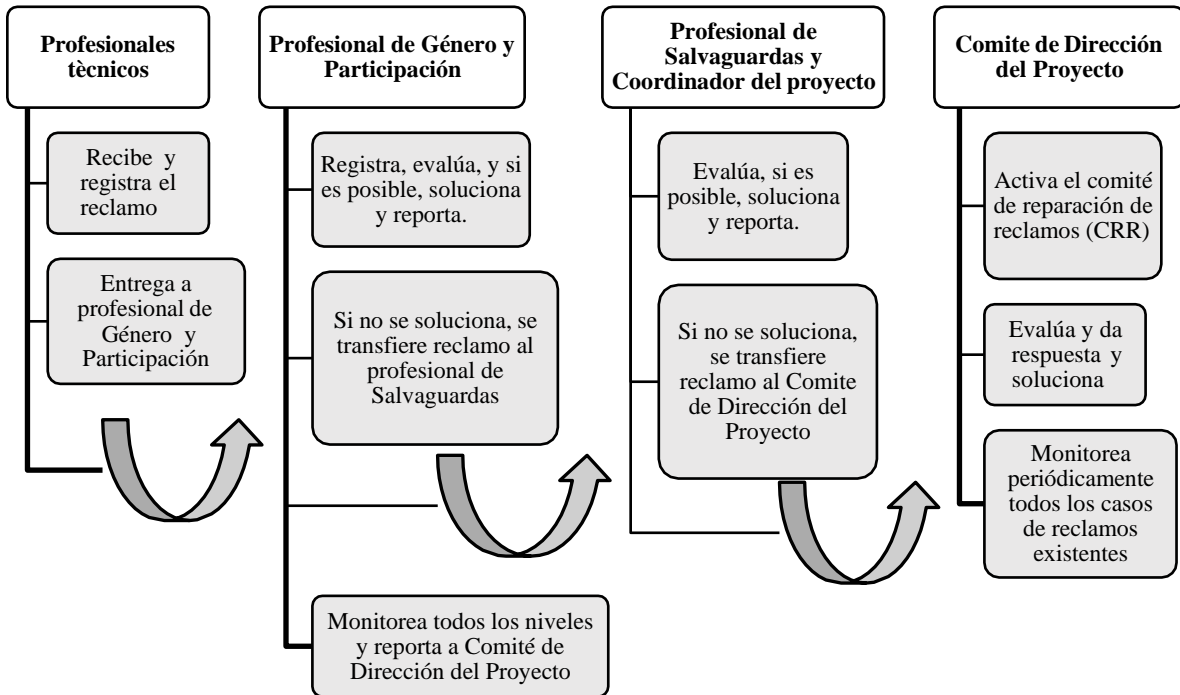 Profesionales
tècnicos
Recibe y
registra el
reclamo
Entrega a
profesional de
Género y
Participación
Profesional de Género y
Participación
Registra, evalúa, y si
es posible, soluciona
y reporta.
Si no se soluciona, se
transfiere reclamo al
profesional de
Salvaguardas
Monitorea todos los niveles
y reporta a Comité de
Dirección del Proyecto
Profesional de
Salvaguardas y
Coordinador del proyecto
Evalúa, si es
posible, soluciona
y reporta.
Si no se soluciona,
se transfiere
reclamo al Comite
de Dirección del
Proyecto
Comite de Dirección
del Proyecto
Activa el comité
de reparación de
reclamos (CRR)
Evalúa y da
respuesta y
soluciona
Monitorea
periódicamente
todos los casos
de reclamos
existentes